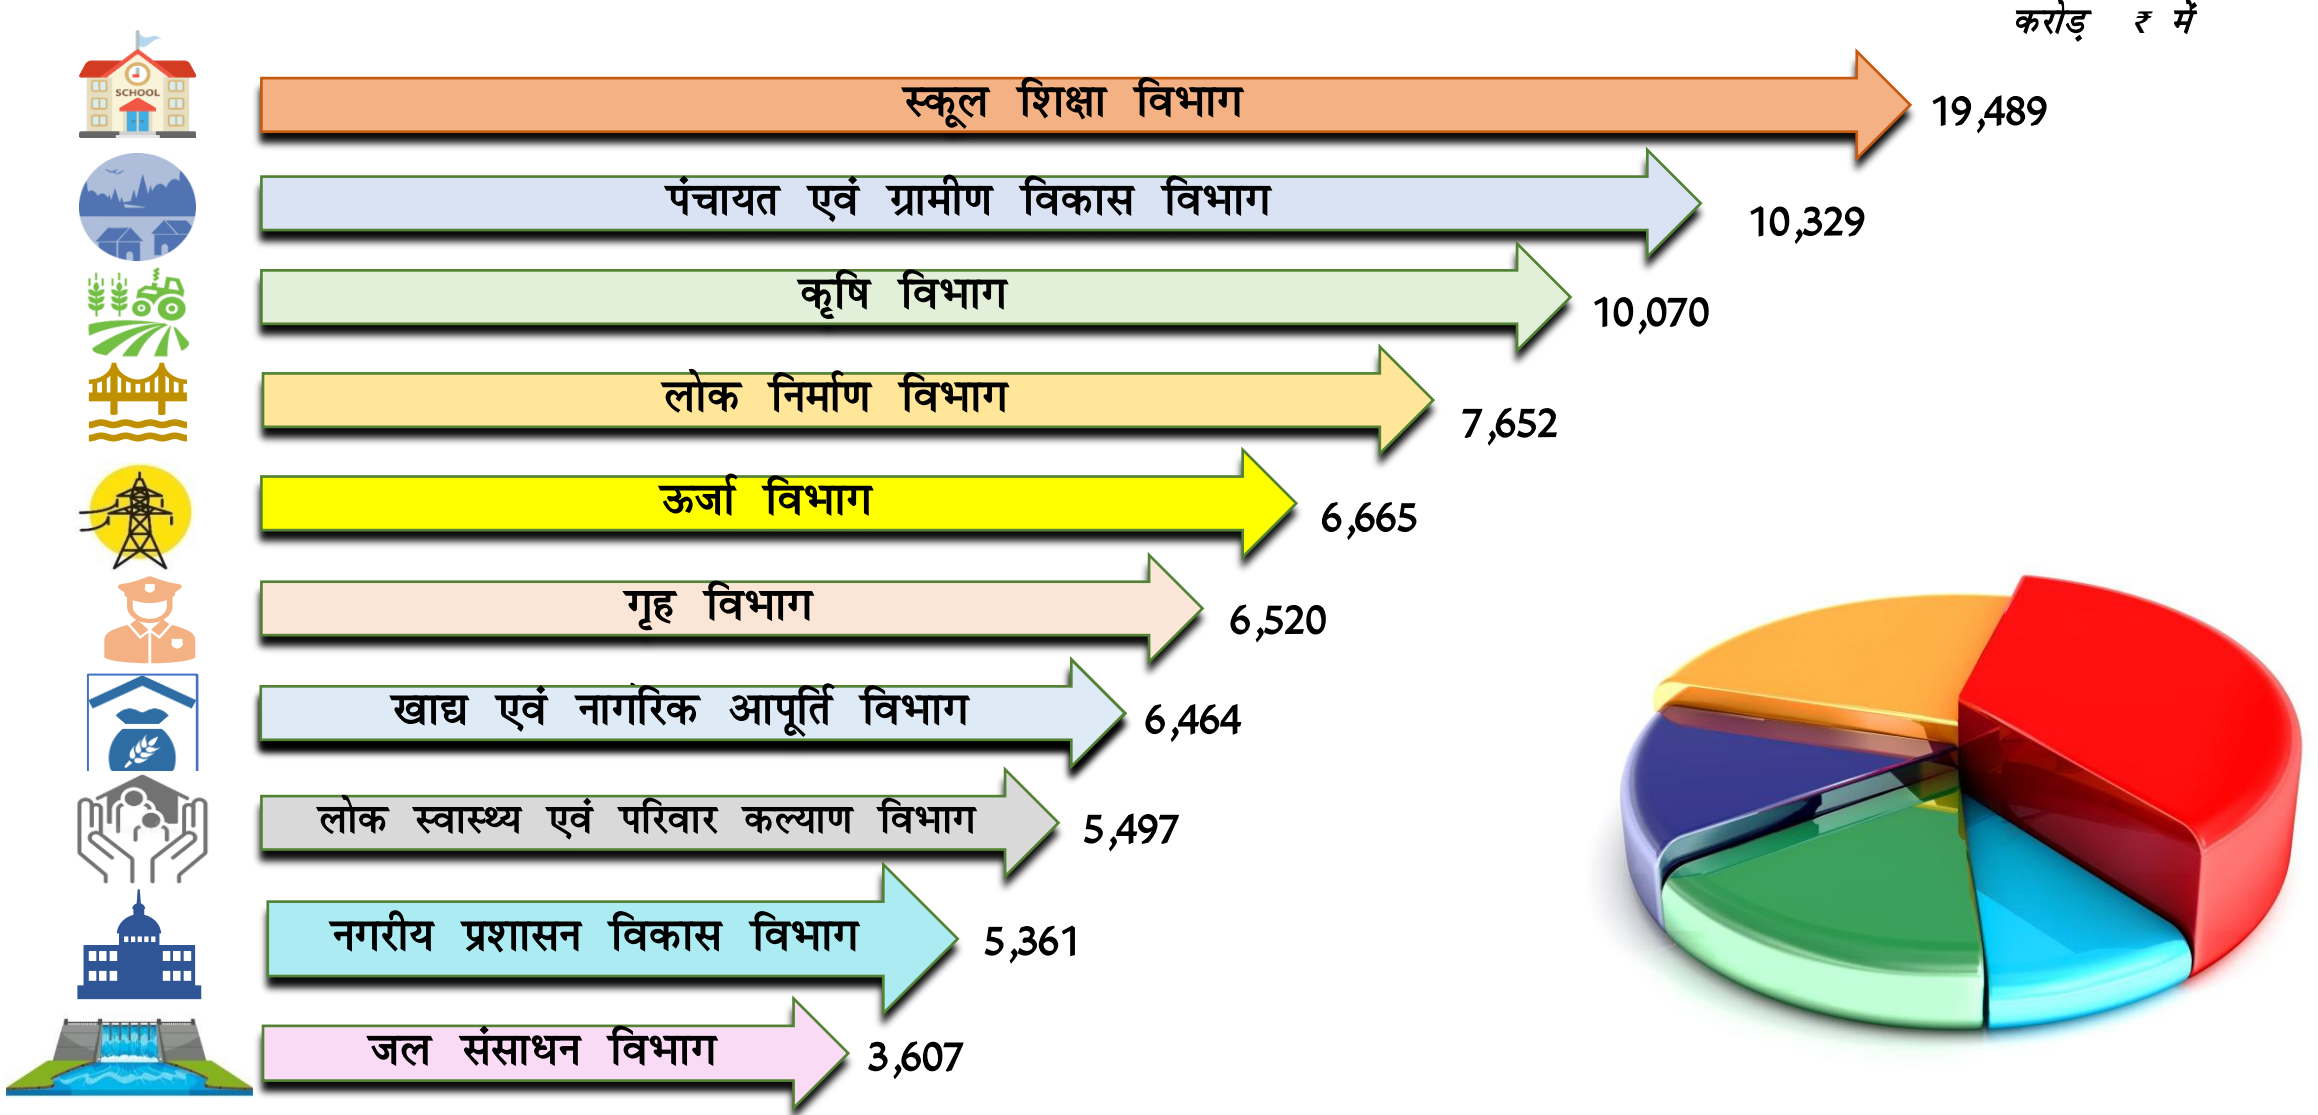 करोड़ ₹ में
SCHOOL
स्कूल शिक्षा विभाग 19,489
पंचायत एवं ग्रामीण विकास विभाग 10,329
कृषि विभाग 10,070
लोक निर्माण विभाग 7,652
ऊर्जा विभाग 6,665
गृह विभाग 6,520
खाद्य एवं नागरिक आपूर्ति विभाग 6,464
लोक स्वास्थ्य एवं परिवार कल्याण विभाग 5,497
नगरीय प्रशासन विकास विभाग 5,361
जल संसाधन विभाग 3,607